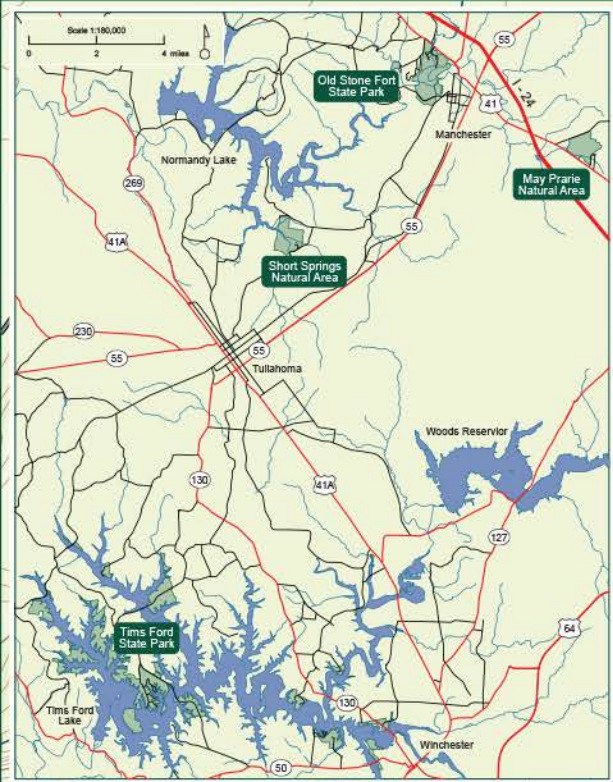 Scale 1:180,000
0 2 4 miles
55
Old Stone Fort
State Park
I - 24
41
Manchester
Normandy Lake
May Prarie
Natural Area
269
55
41A
Short Springs
Natural Area
230
55
55
Tullahoma
Woods Reservior
130
41A
127
64
Tims Ford
State Park
130
Tims Ford
Lake
Winchester
50